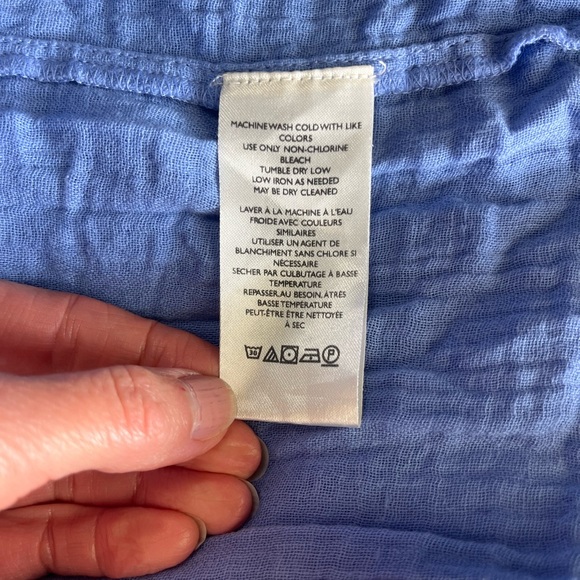 MACHINE WASH COLD WITH LIKE
COLORS
USE ONLY NON-CHLORINE
BLEACH
TUMBLE DRY LOW
LOW IRON AS NEEDED
MAY BE DRY CLEANED
LAVER À LA MACHINE À L'EAU
FROIDE AVEC COULEURS
SIMILAIRES
UTILISER UN AGENT DE
BLANCHIMENT SANS CHLORE SI
NÉCESSAIRE
SECHER PAR CULBUTAGE À BASSE
TEMPERATURE
REPASSER, AU BESOIN, ÀTRES
BASSE TEMPÉRATURE
PEUT-ÊTRE ÊTRE NETTOYÉE
À SEC
30 P